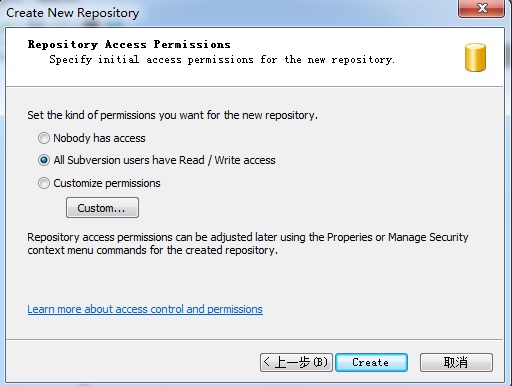 Create New Repository
Repository Access Permissions
Specify initial access permissions for the new repository.
Set the kind of permissions you want for the new repository.
Nobody has access
All Subversion users have Read / Write access
Customize permissions
Custom...
Repository access permissions can be adjusted later using the Properies or Manage Security
context menu commands for the created repository.
Learn more about access control and permissions
< 上一步(B)
Create
取消